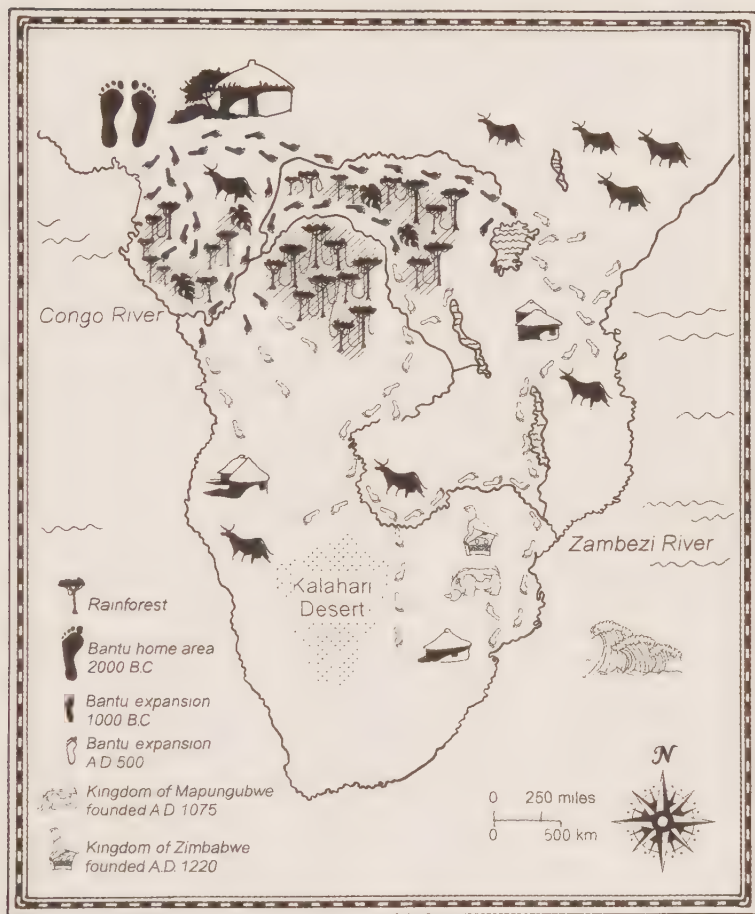 Congo River
Zambezi River
Kalahari
Desert
Rainforest
Bantu home area
2000 B.C
Bantu expansion
1000 B.C
Bantu expansion
A D 500
Kingdom of Mapungubwe
founded A D 1075
Kingdom of Zimbabwe
founded A.D. 1220
N
0 250 miles
0 500 km